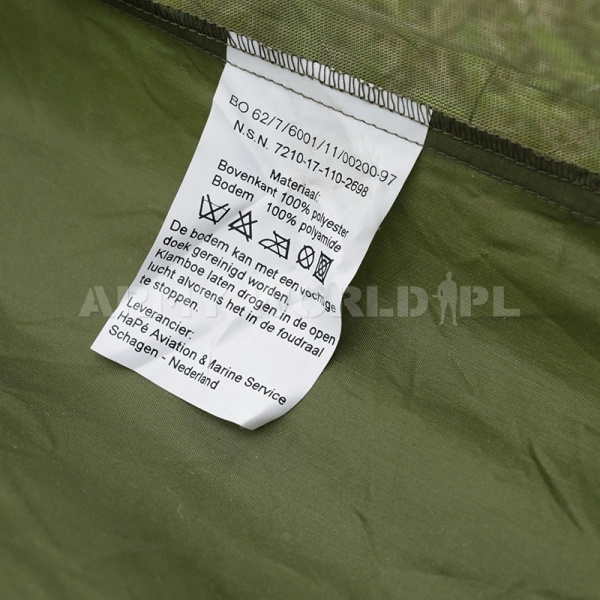 BO 62/7/6001/11/00200-97
N.S.N. 7210-17-110-2698
Materiaal:
Bovenkant 100% polyester
Bodem 100% polyamide
De bodem kan met een vochtige
doek gereinigd worden.
Klamboe laten drogen in de open
lucht alvorens het in de foudraal
te stoppen.
Leverancier:
HaPé Aviation & Marine Service
Schagen - Nederland
ARMYWORLD.PL